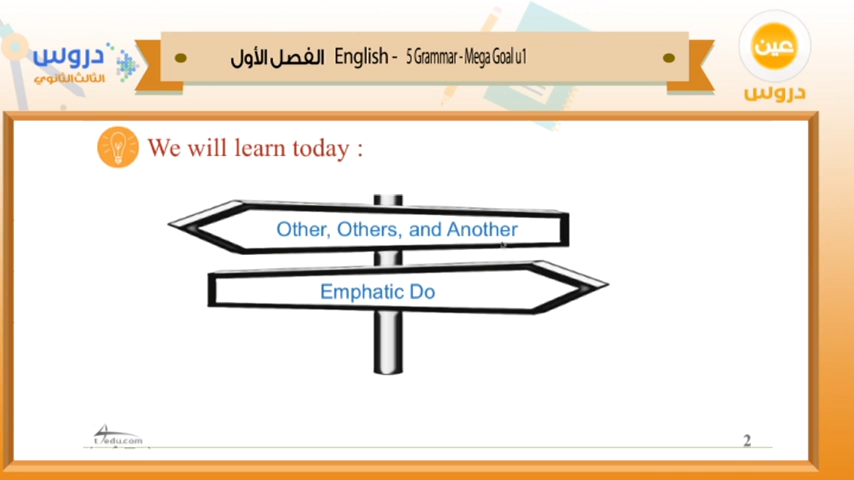 دروس
الثالث الثانوي
English - 5 Grammar - Mega Goal u1 الفصل الأول
عين
دروس
We will learn today :
Other, Others, and Another
Emphatic Do
t4edu.com
2